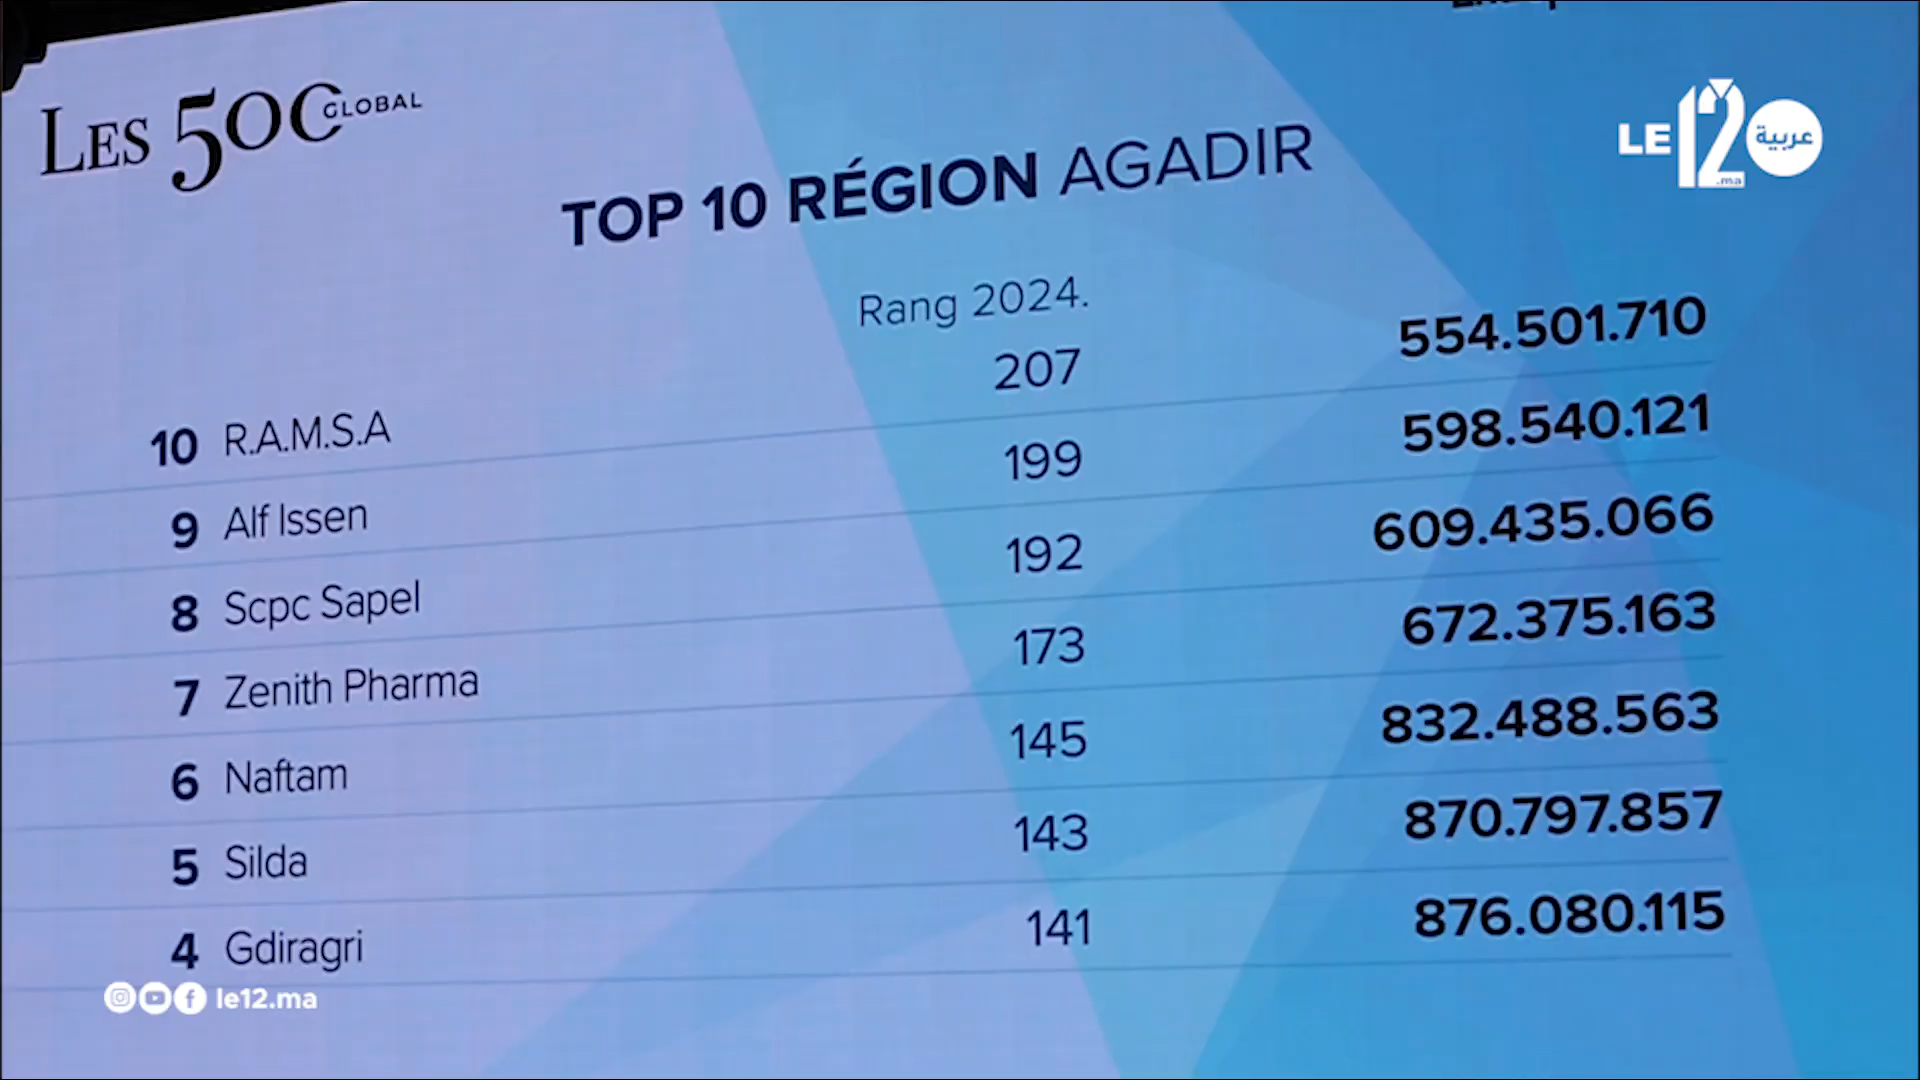 LES 500 GLOBAL
LE 12 عربية
.ma
TOP 10 RÉGION AGADIR
Rang 2024.
10 R.A.M.S.A 207 554.501.710
9 Alf Issen 199 598.540.121
8 Scpc Sapel 192 609.435.066
7 Zenith Pharma 173 672.375.163
6 Naftam 145 832.488.563
5 Silda 143 870.797.857
4 Gdiragri 141 876.080.115
le12.ma